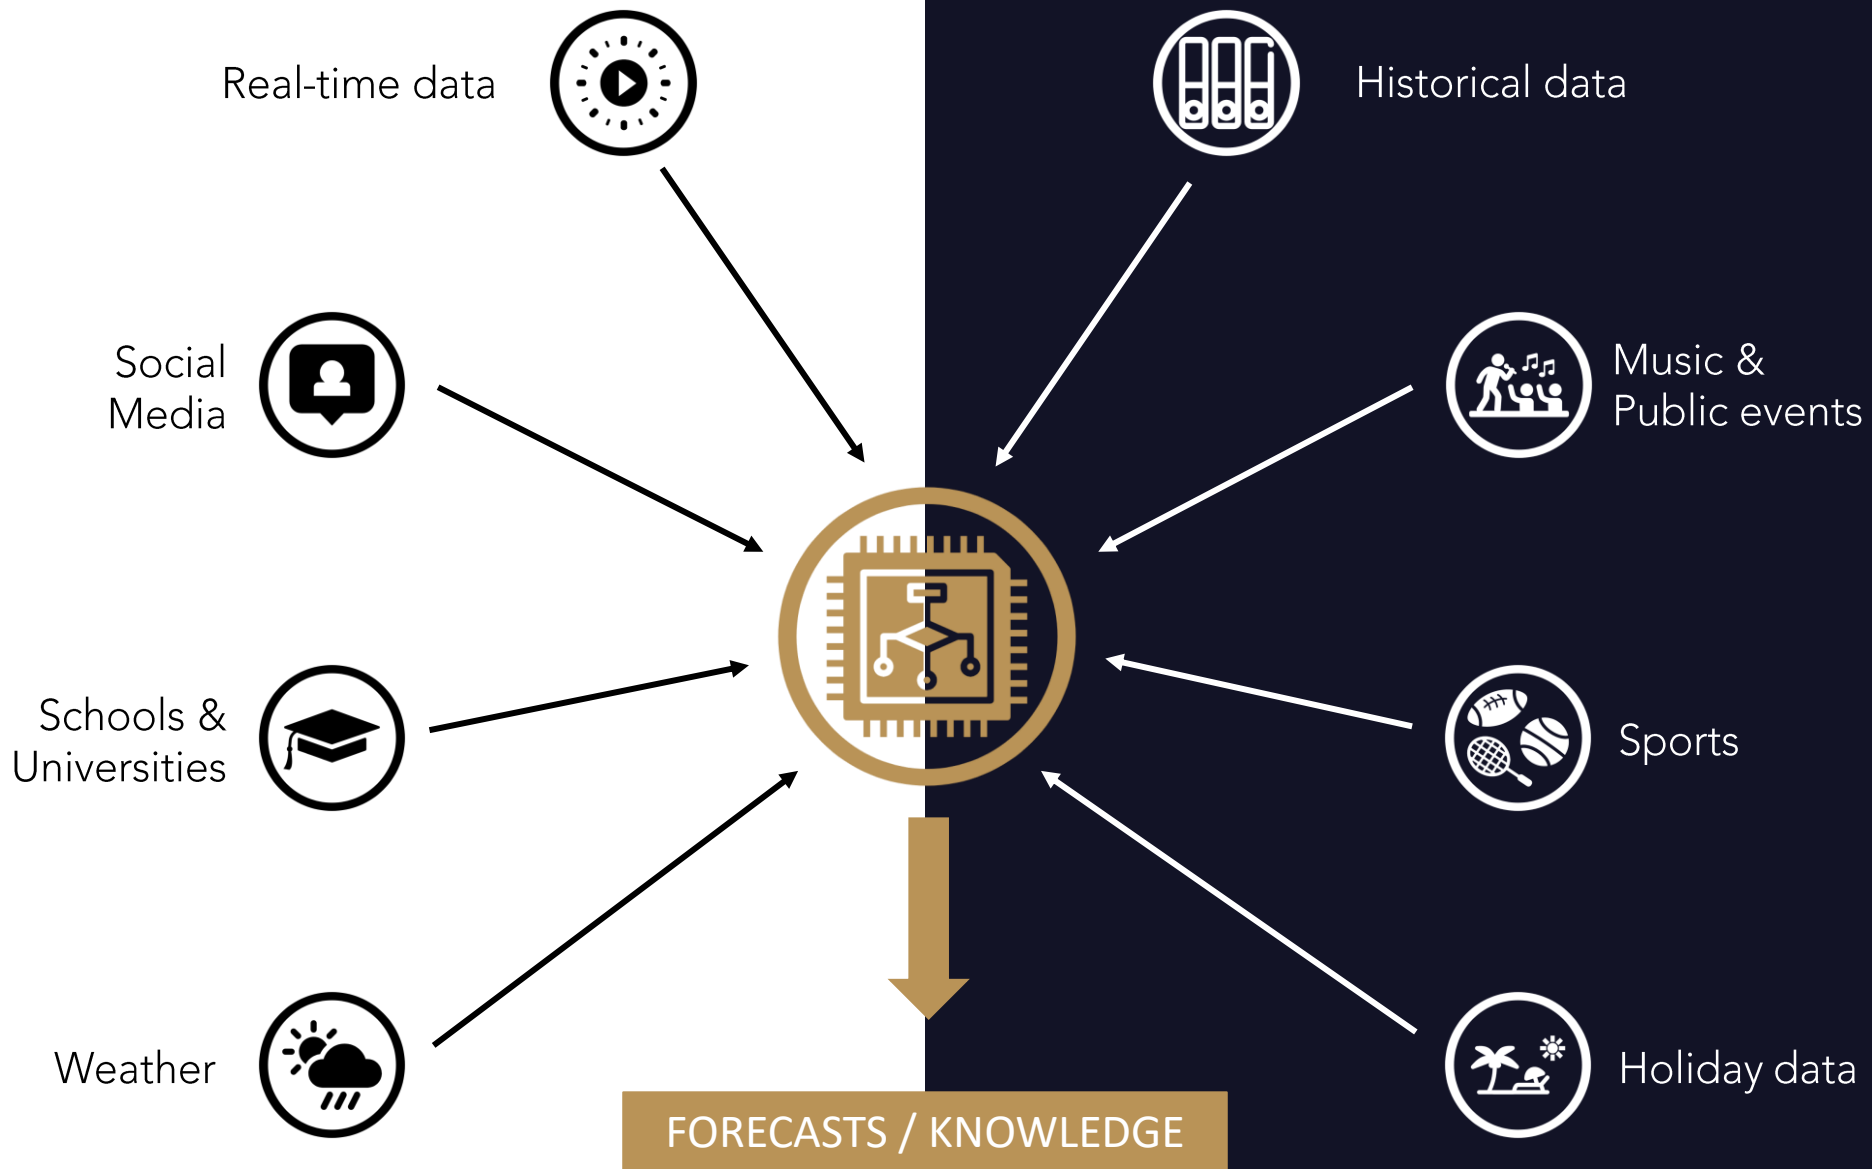 Real-time data
Historical data
Social
Media
Music &
Public events
Schools &
Universities
Sports
Weather
Holiday data
FORECASTS / KNOWLEDGE